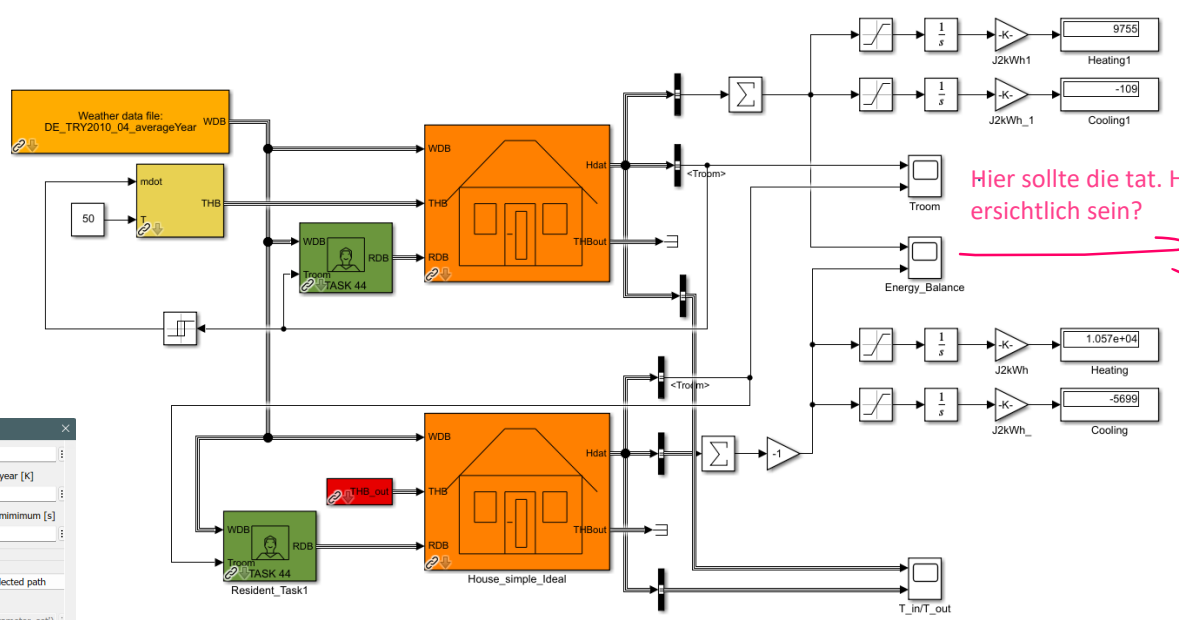 9755
J2kWh1
Heating1
-109
J2kWh_1
Cooling1
Weather data file:
DE_TRY2010_04_averageYear
WDB
WDB
Hdat
<Troom>
mdot
50
T
THB
THB
Troom
Hier sollte die tat. H
ersichtlich sein?
WDB
Troom
RDB
TASK 44
RDB
THBout
Energy_Balance
1.057e+04
J2kWh
Heating
<Troom>
-5699
J2kWh_
Cooling
WDB
Hdat
-1
year [K]
THB_out
THB
mimimum [s]
WDB
Troom
RDB
TASK 44
Resident_Task1
RDB
THBout
House_simple_Ideal
lected path
T_in/T_out